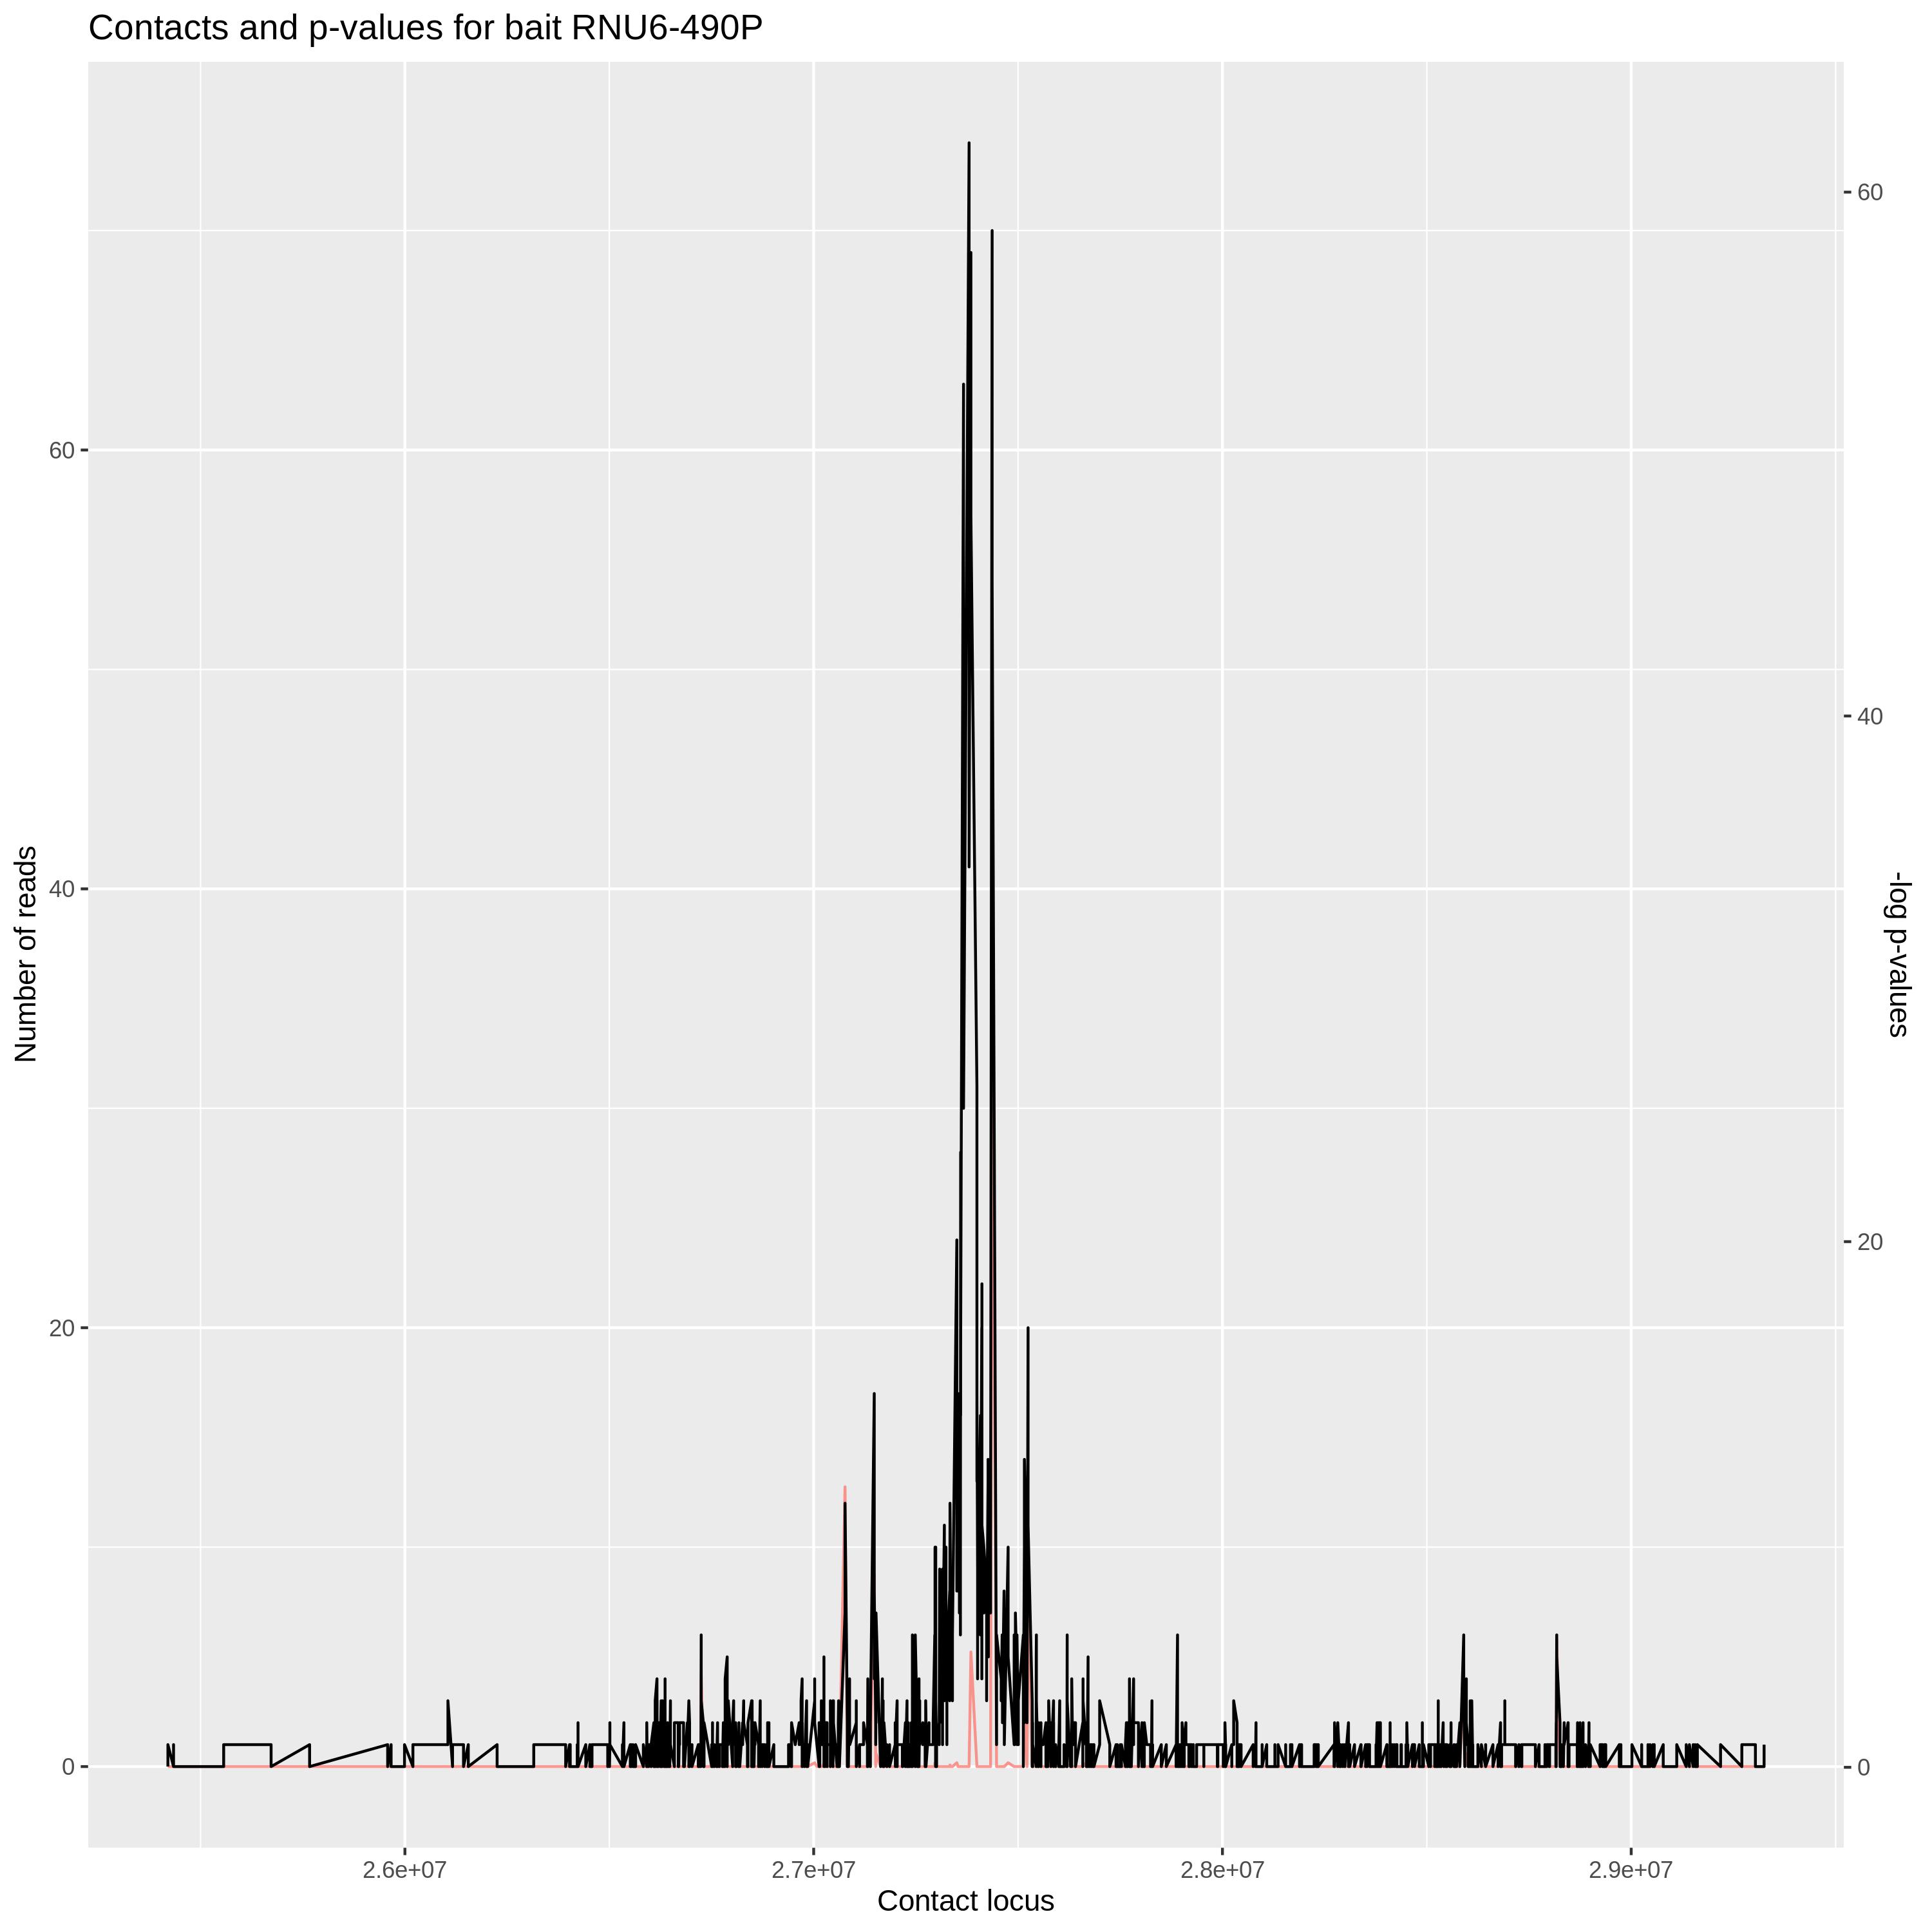 Contacts and p-values for bait RNU6-490P
60
40
20
0
Number of reads
60
40
20
0
-log p-values
2.6e+07
2.7e+07
2.8e+07
2.9e+07
Contact locus